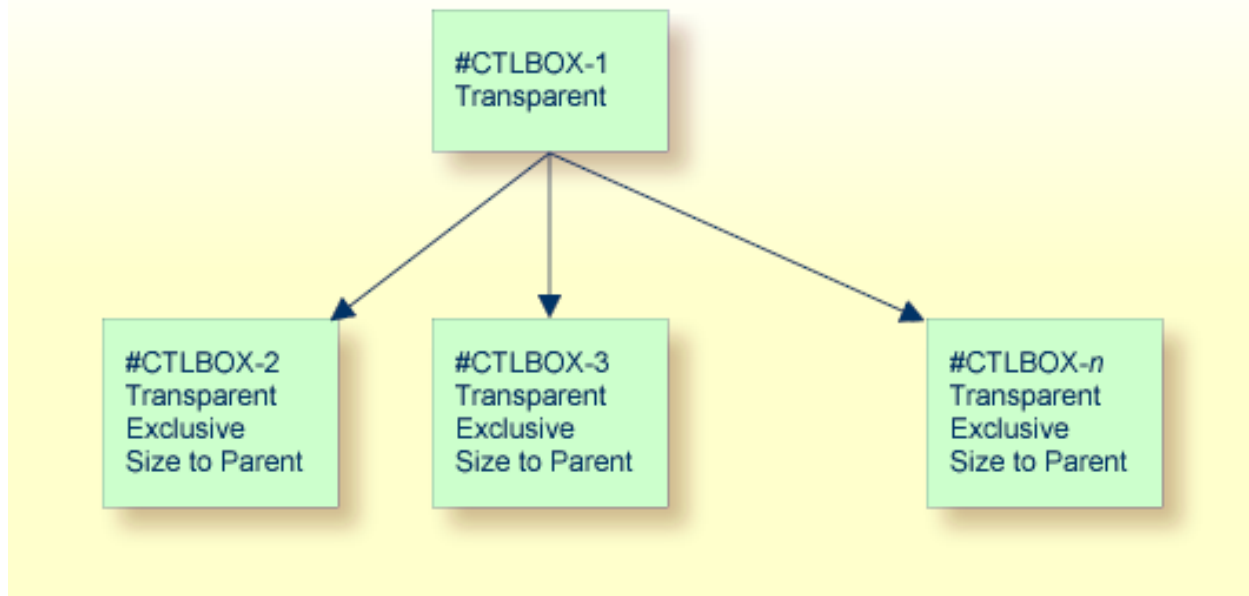 #CTLBOX-1
Transparent
#CTLBOX-2
Transparent
Exclusive
Size to Parent
#CTLBOX-3
Transparent
Exclusive
Size to Parent
#CTLBOX-n
Transparent
Exclusive
Size to Parent